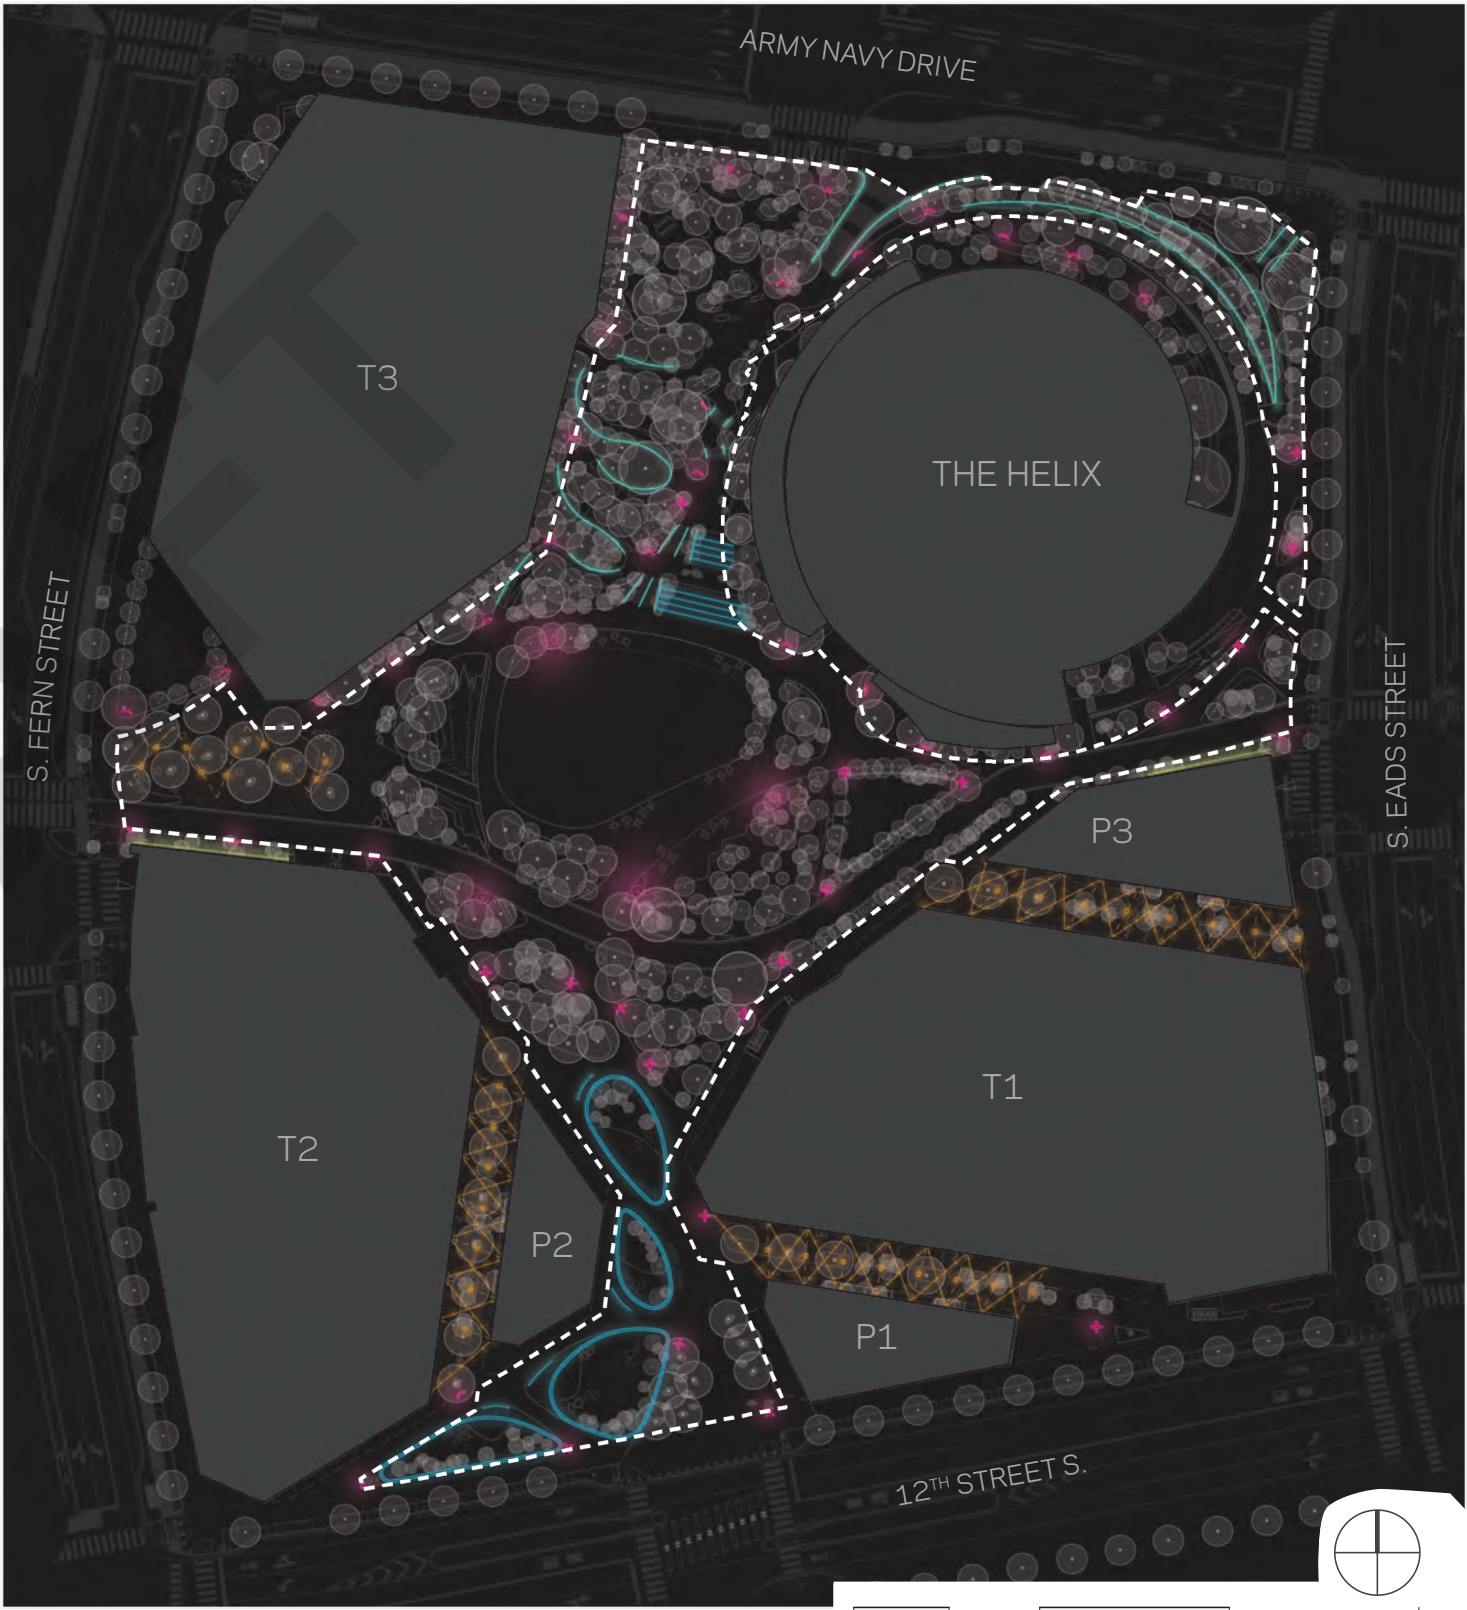 ARMY NAVY DRIVE
T3
THE HELIX
S. FERN STREET
S. EADS STREET
P3
T1
T2
P2
P1
12TH STREET S.